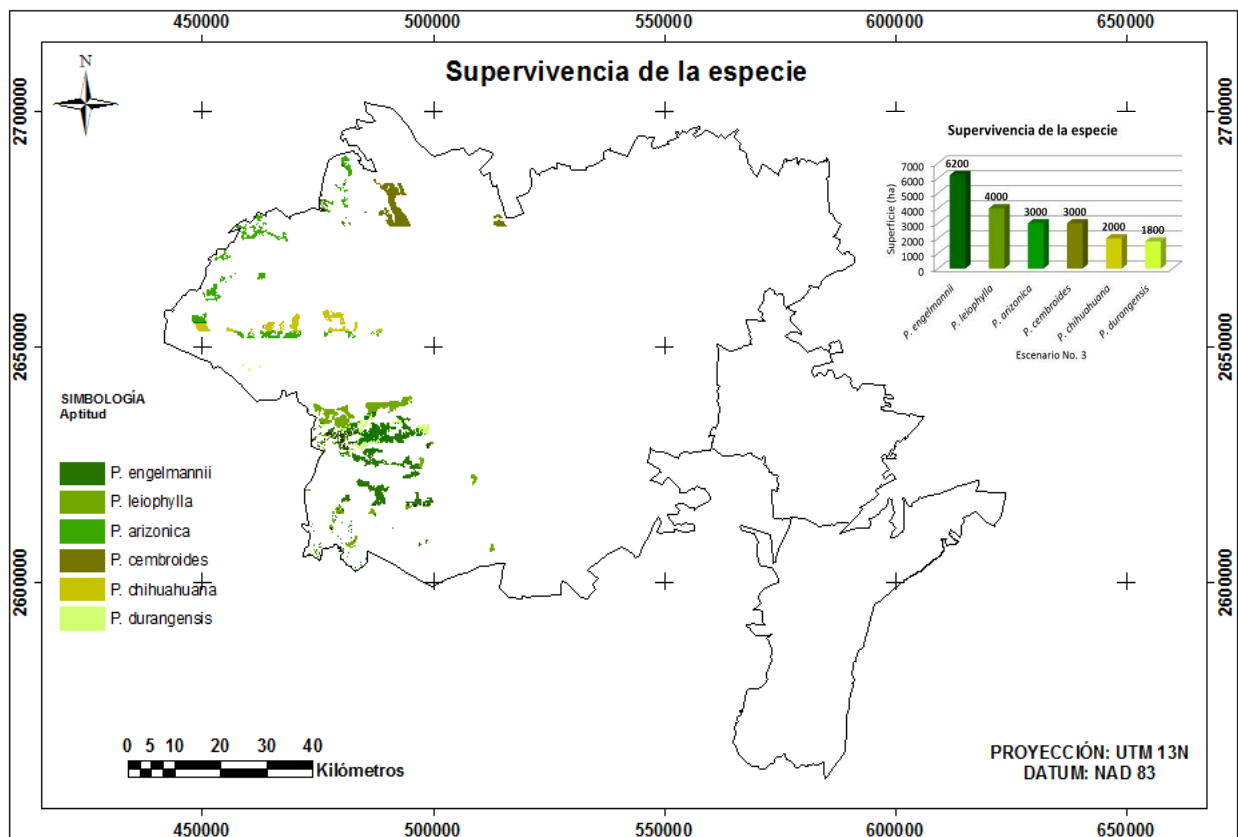 450000 500000 550000 600000 650000
N
Supervivencia de la especie
2700000 2700000
2650000 2650000
2600000 2600000
Supervivencia de la especie
Superficie (ha)
7000
6000
5000
4000
3000
2000
1000
0
6200 4000 3000 3000 2000 1800
P. engelmannii
P. leiophylla
P. arizonica
P. cembroides
P. chihuahuana
P. durangensis
Escenario No. 3
SIMBOLOGÍA
Aptitud
P. engelmannii
P. leiophylla
P. arizonica
P. cembroides
P. chihuahuana
P. durangensis
0 5 10 20 30 40
Kilómetros
PROYECCIÓN: UTM 13N
DATUM: NAD 83
450000 500000 550000 600000 650000